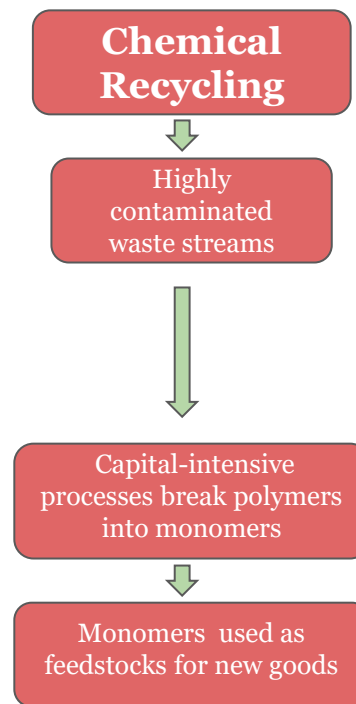 Chemical
Recycling
Highly
contaminated
waste streams
Capital-intensive
processes break polymers
into monomers
Monomers used as
feedstocks for new goods